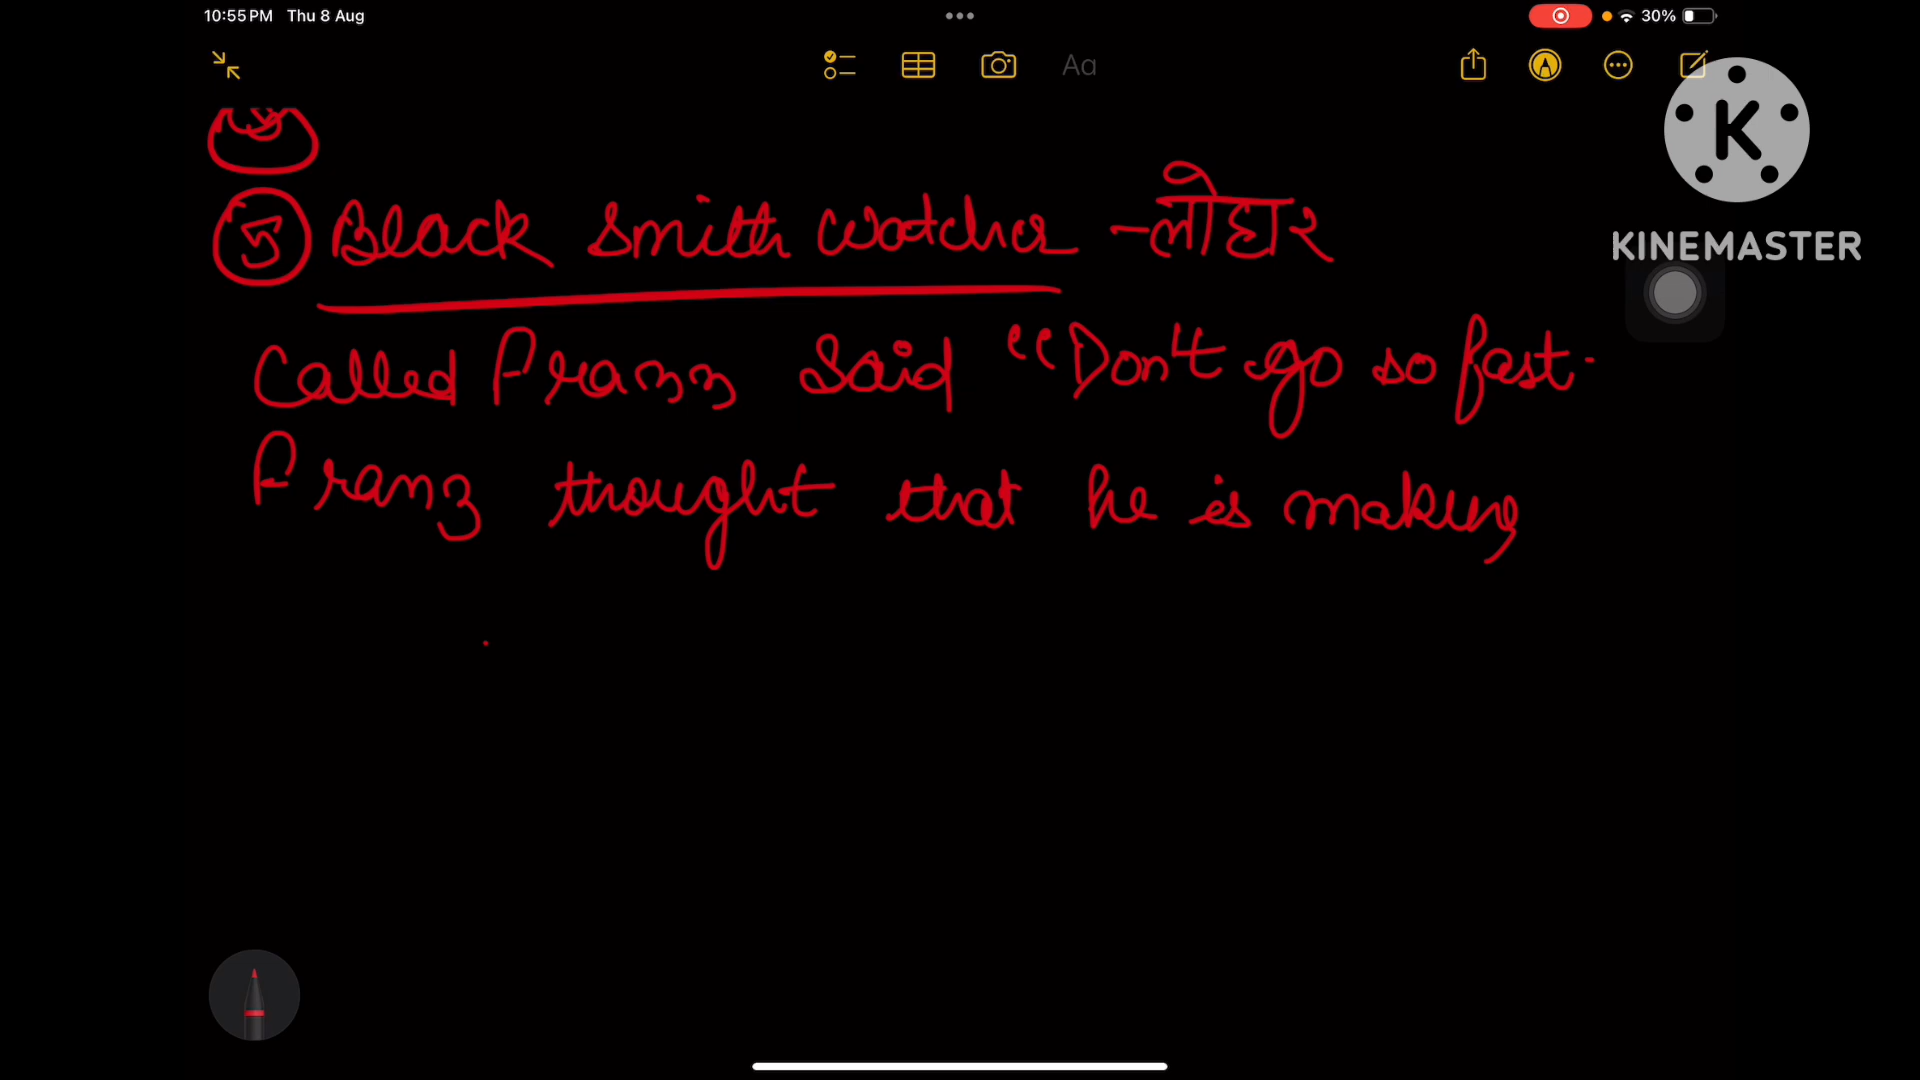 10:55 PM Thu 8 Aug
30%
Aa
K
KINEMASTER
5 Black Smith Watcher - लोहार
Called Franz Said "Don't go so fast.
Franz thought that he is making